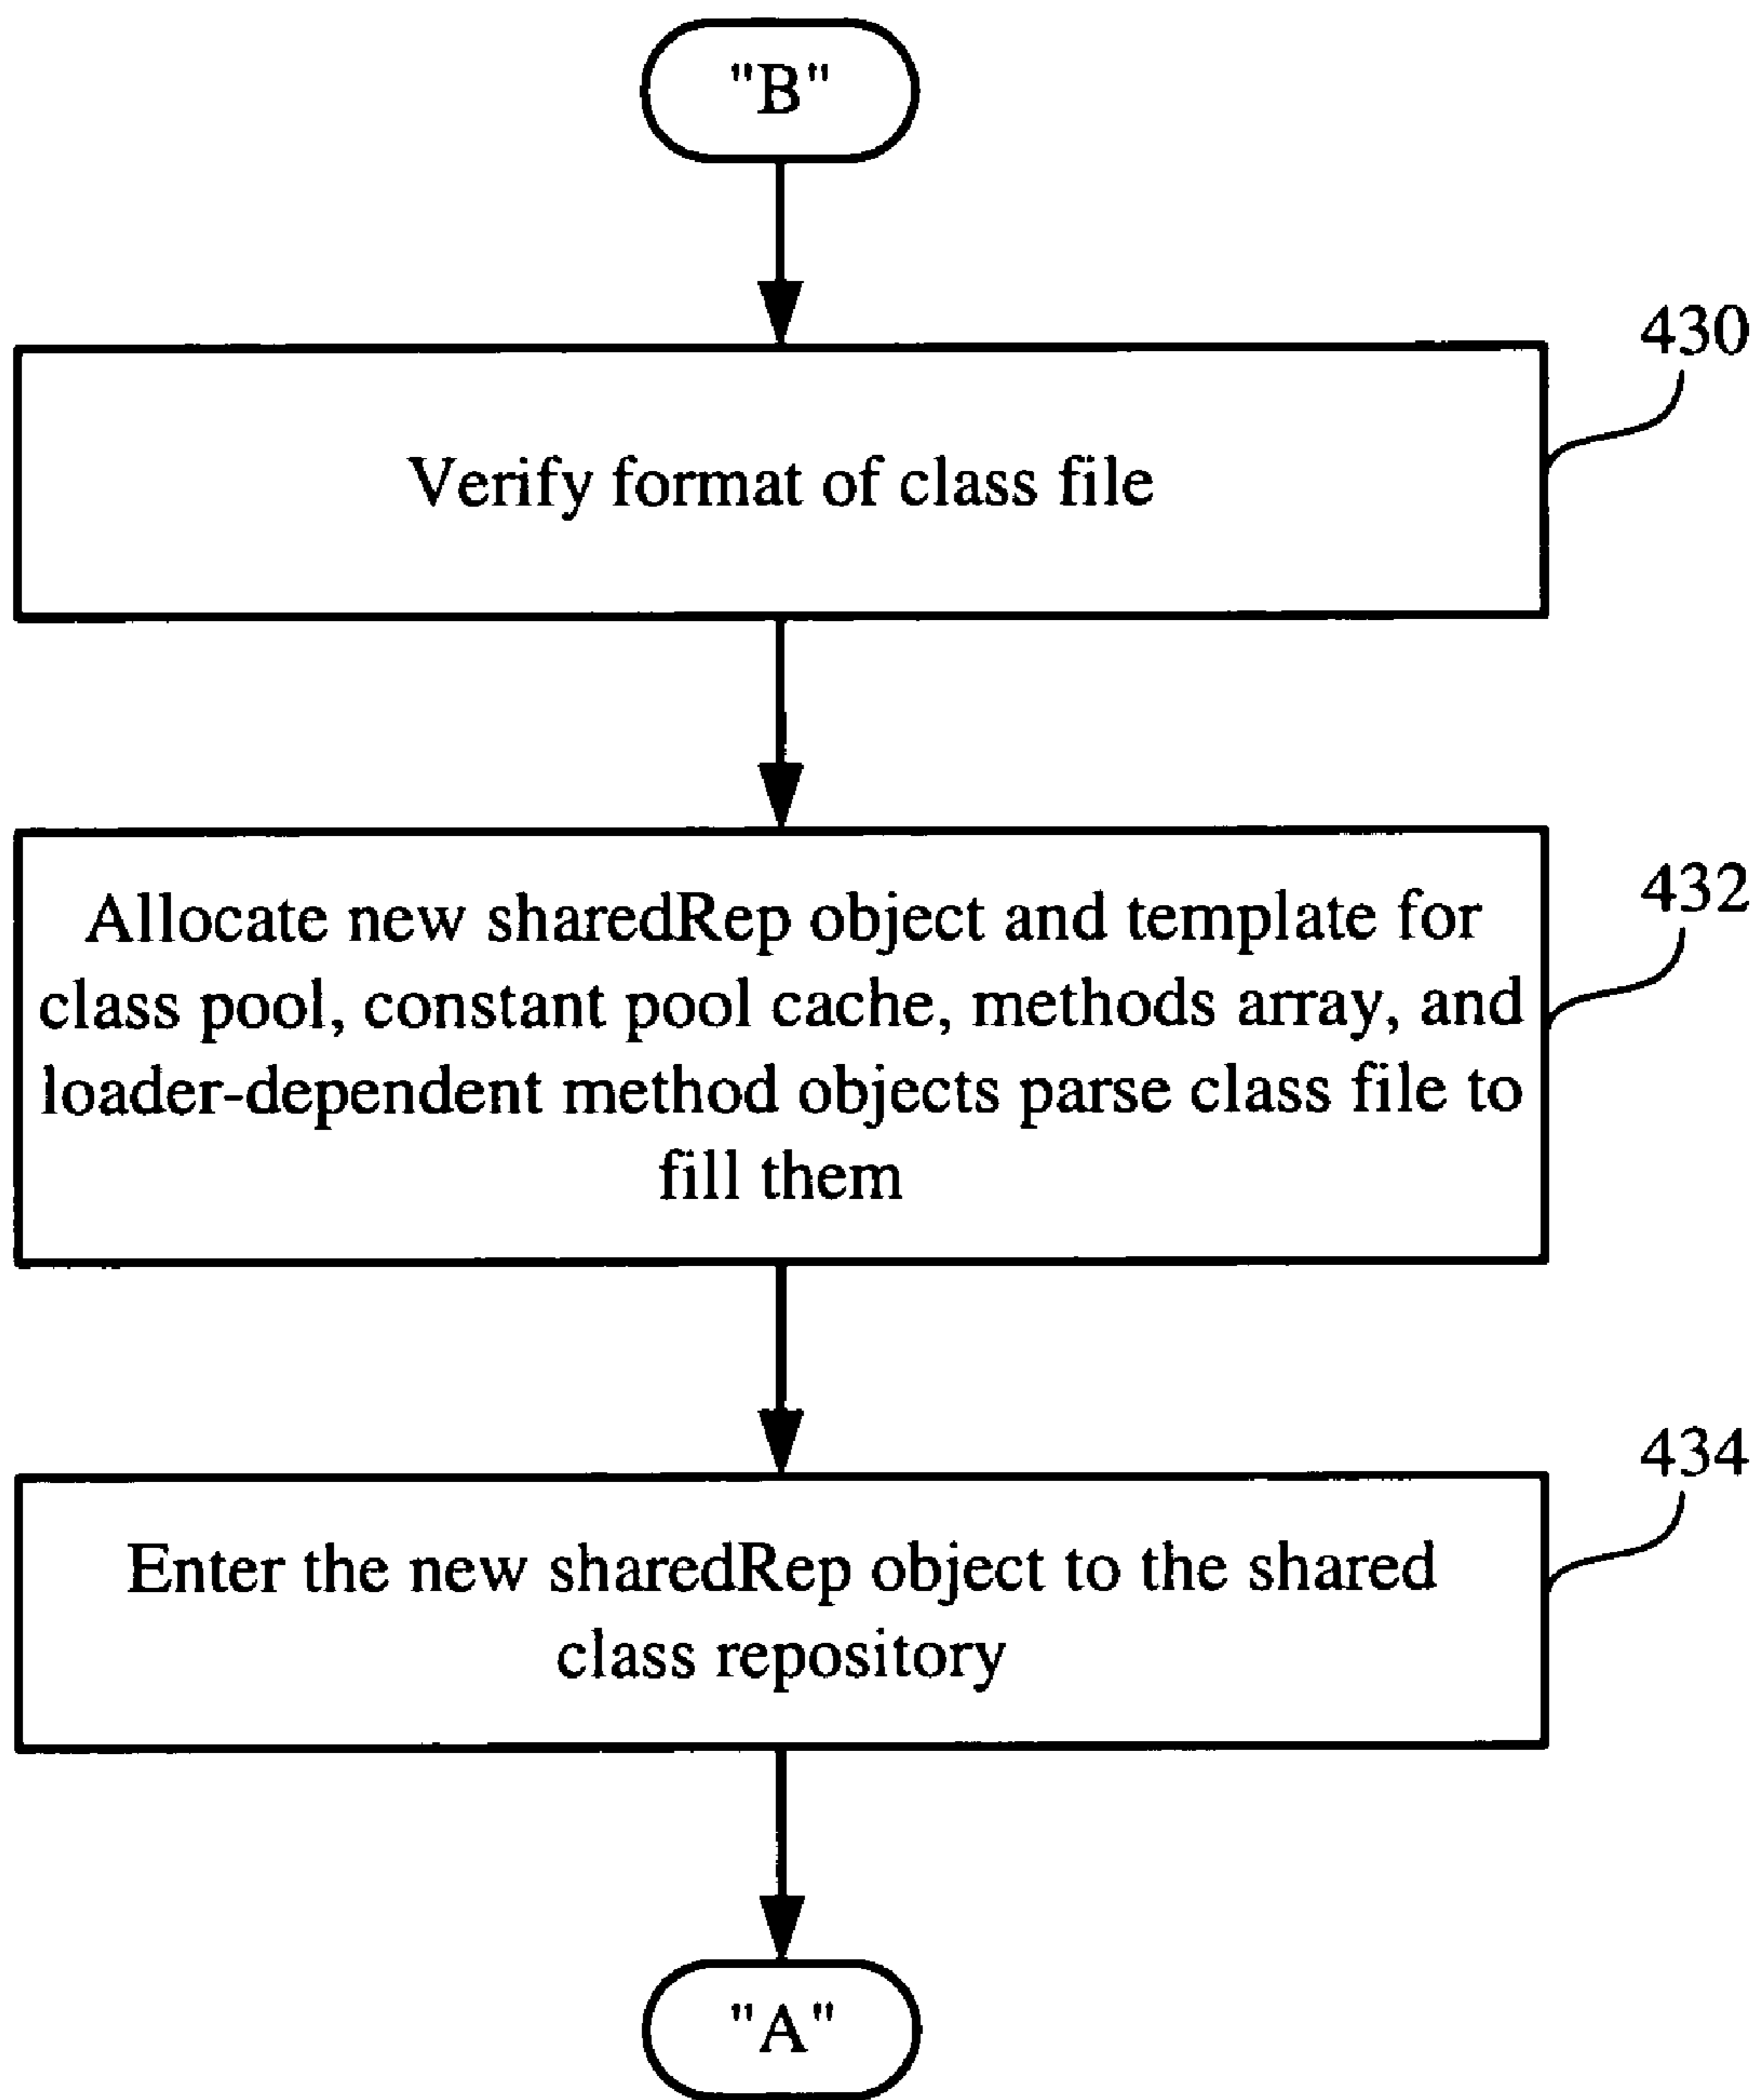 "B"
430
Verify format of class file
432
Allocate new sharedRep object and template for
class pool, constant pool cache, methods array, and
loader-dependent method objects parse class file to
fill them
434
Enter the new sharedRep object to the shared
class repository
"A"